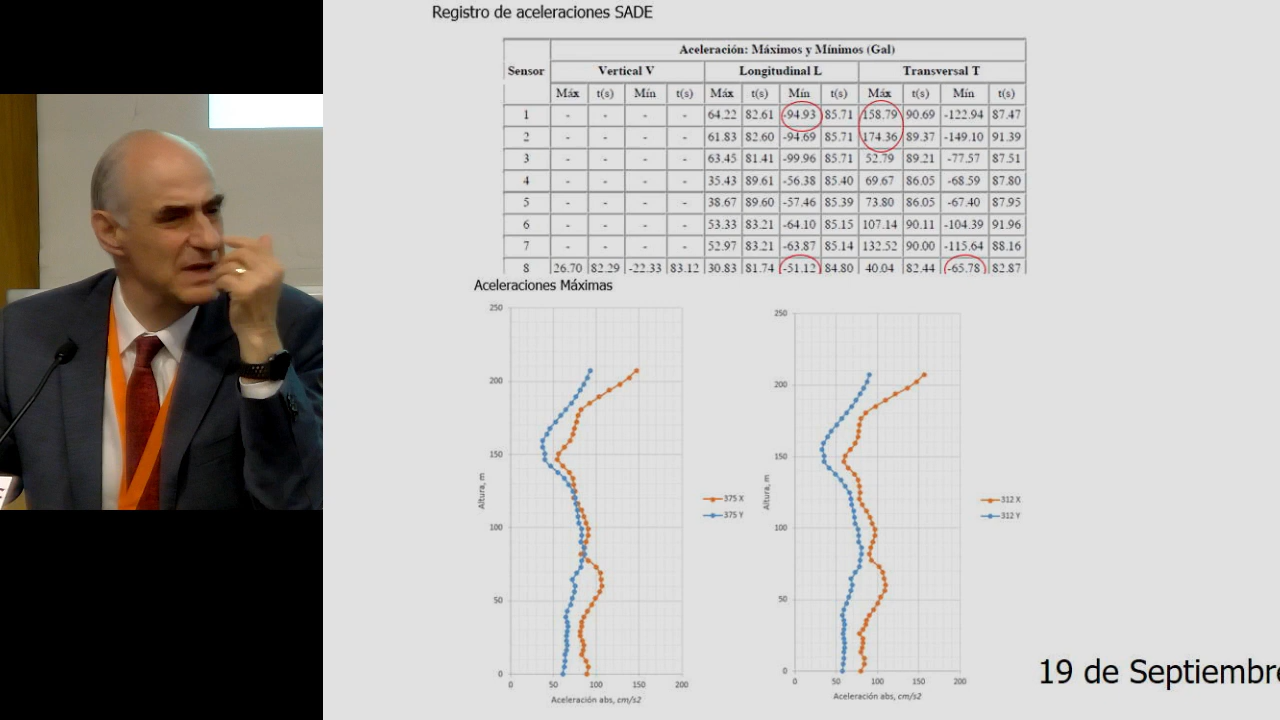 Registro de aceleraciones SADE
Aceleración: Máximos y Mínimos (Gal)
Sensor Vertical V Longitudinal L Transversal T
Máx t(s) Mín t(s) Máx t(s) Mín t(s) Máx t(s) Mín t(s)
1 - - - - 64.22 82.61 -94.93 85.71 158.79 90.69 -122.94 87.47
2 - - - - 61.83 82.60 -94.69 85.71 174.36 89.37 -149.10 91.39
3 - - - - 63.45 81.41 -99.96 85.71 52.79 89.21 -77.57 87.51
4 - - - - 35.43 89.61 -56.38 85.40 69.67 86.05 -68.59 87.80
5 - - - - 38.67 89.60 -57.46 85.39 73.80 86.05 -67.40 87.95
6 - - - - 53.33 83.21 -64.10 85.15 107.14 90.11 -104.39 91.96
7 - - - - 52.97 83.21 -63.87 85.14 132.52 90.00 -115.64 88.16
8 26.70 82.29 -22.33 83.12 30.83 81.74 -51.12 84.80 40.04 82.44 -65.78 82.87
Aceleraciones Máximas
250
200
150
100
50
0
0 50 100 150 200
Altura, m
Aceleración abs, cm/s2
375 X
375 Y
250
200
150
100
50
0
0 50 100 150 200
Altura, m
Aceleración abs, cm/s2
312 X
312 Y
19 de Septiembre